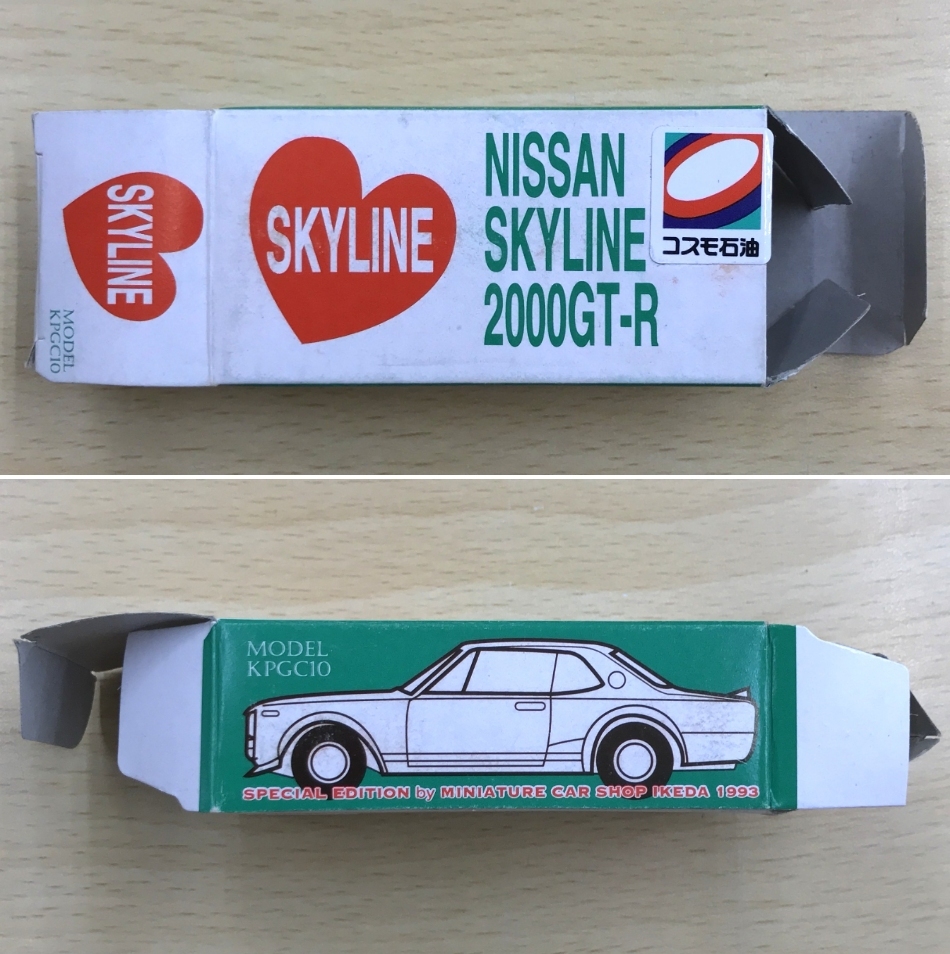 SKYLINE
MODEL
KPGC10
SKYLINE
NISSAN
SKYLINE
2000GT-R
コスモ石油
MODEL
KPGC10
SPECIAL EDITION by MINIATURE CAR SHOP IKEDA 1993